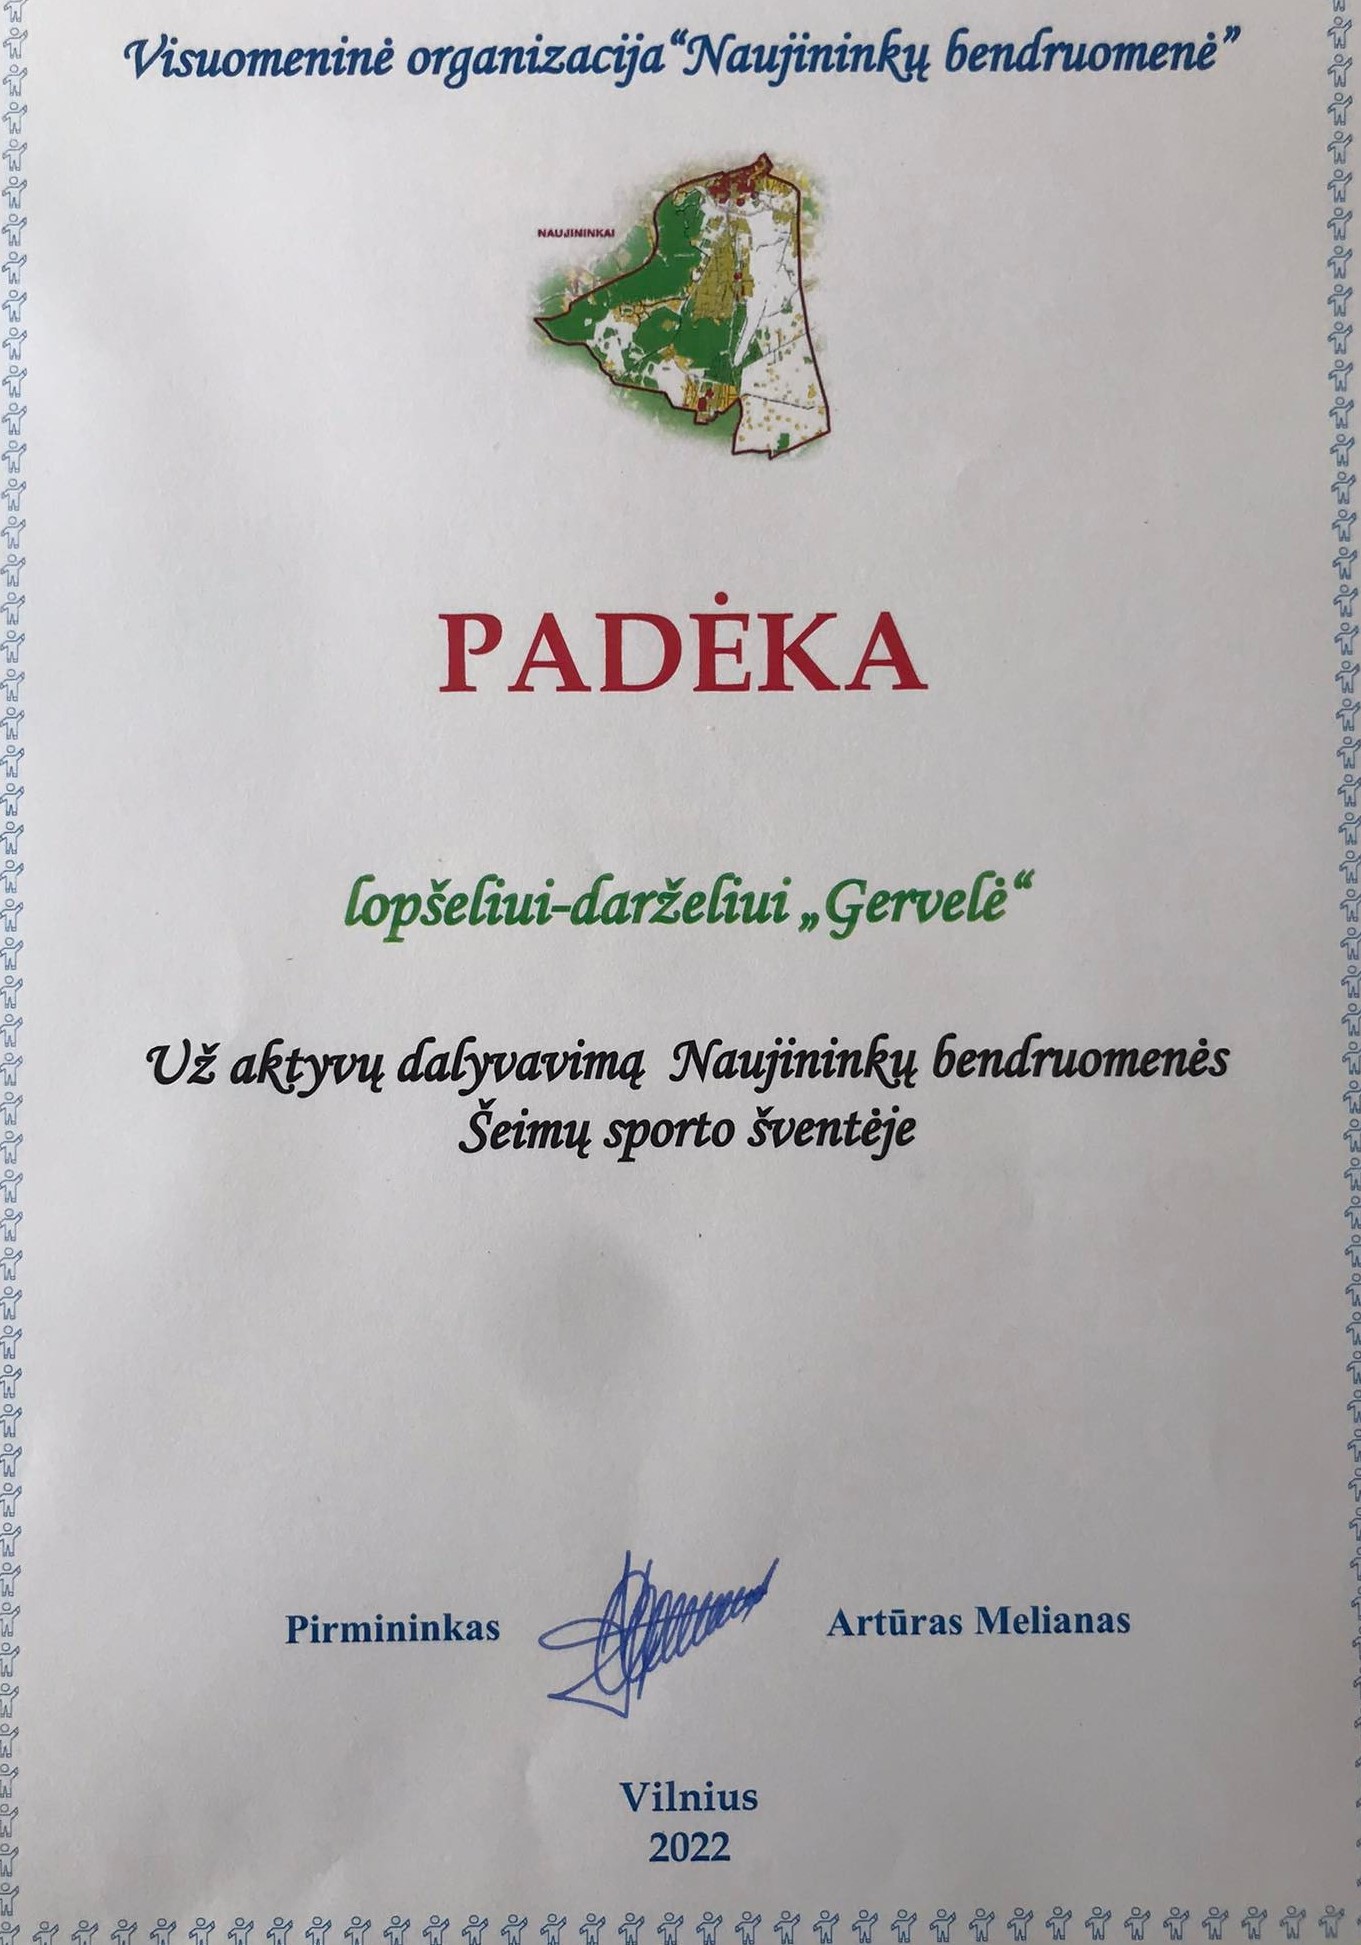 Visuomeninė organizacija“Naujininkų bendruomenė”
NAUJININKAI
PADĖKA
lopšeliui-darželiui „Gervelė“
Už aktyvų dalyvavimą Naujininkų bendruomenės
Šeimų sporto šventėje
Pirmininkas Artūras Melianas
Vilnius
2022